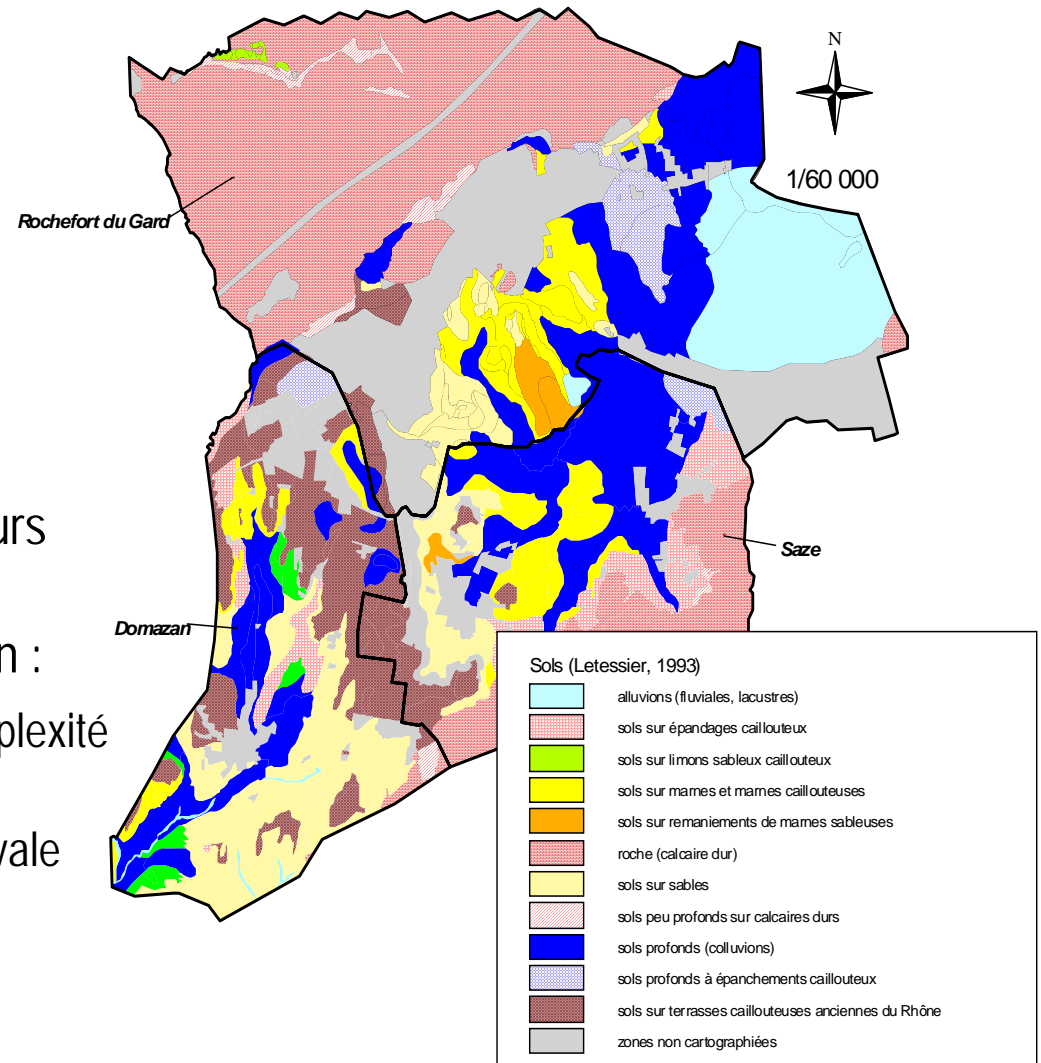 N
1/60 000
Rochefort du Gard
urs
Saze
Domazan
n :
plexité
vale
Sols (Letessier, 1993)
alluvions (fluviales, lacustres)
sols sur épandages caillouteux
sols sur limons sableux caillouteux
sols sur marnes et marnes caillouteuses
sols sur remaniements de marnes sableuses
roche (calcaire dur)
sols sur sables
sols peu profonds sur calcaires durs
sols profonds (colluvions)
sols profonds à épanchements caillouteux
sols sur terrasses caillouteuses anciennes du Rhône
zones non cartographiées